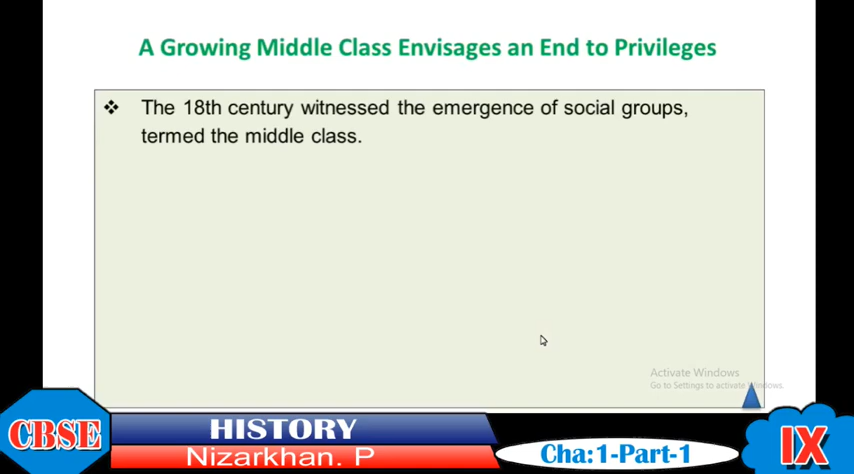 A Growing Middle Class Envisages an End to Privileges
❖ The 18th century witnessed the emergence of social groups,
termed the middle class.
Activate Windows
Go to Settings to activate Windows.
CBSE
HISTORY
Nizarkhan. P
Cha:1-Part-1
IX